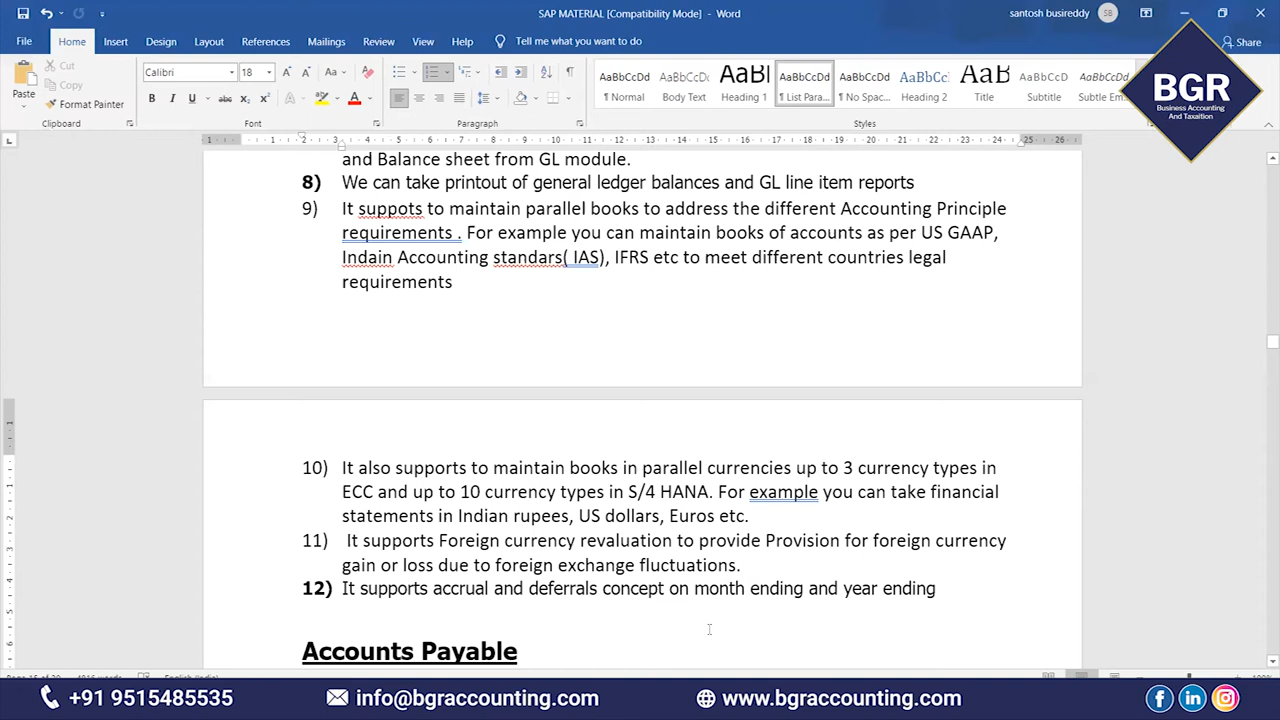 SAP MATERIAL [Compatibility Mode] - Word
santosh busireddy
SB
File Home Insert Design Layout References Mailings Review View Help Tell me what you want to do
Share
Paste
Cut
Copy
Format Painter
Clipboard
Calibri 18
Font
Paragraph
AaBbCcDd AaBbCcDd AaBbCcDd AaBbCcDd AaBbCc AaBbCcDd AaBbCcDd
¶ Normal Body Text Heading 1 ¶ List Para... ¶ No Spac... Heading 2 Title Subtitle Subtle Em...
Styles
BGR
Business Accounting
And Taxaition
and Balance sheet from GL module.
8) We can take printout of general ledger balances and GL line item reports
9) It suppots to maintain parallel books to address the different Accounting Principle
requirements . For example you can maintain books of accounts as per US GAAP,
Indain Accounting standars( IAS), IFRS etc to meet different countries legal
requirements
10) It also supports to maintain books in parallel currencies up to 3 currency types in
ECC and up to 10 currency types in S/4 HANA. For example you can take financial
statements in Indian rupees, US dollars, Euros etc.
11) It supports Foreign currency revaluation to provide Provision for foreign currency
gain or loss due to foreign exchange fluctuations.
12) It supports accrual and deferrals concept on month ending and year ending
Accounts Payable
+91 9515485535
info@bgraccounting.com
www.bgraccounting.com